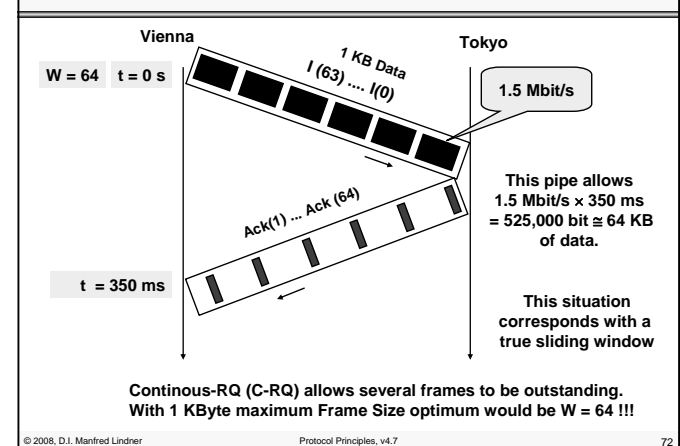 Vienna
Tokyo
W = 64 t = 0 s
1 KB Data
I (63) .... I(0)
1.5 Mbit/s
This pipe allows
1.5 Mbit/s × 350 ms
= 525,000 bit ≅ 64 KB
of data.
Ack(1) ... Ack (64)
t = 350 ms
This situation
corresponds with a
true sliding window
Continous-RQ (C-RQ) allows several frames to be outstanding.
With 1 KByte maximum Frame Size optimum would be W = 64 !!!
© 2008, D.I. Manfred Lindner
Protocol Principles, v4.7
72